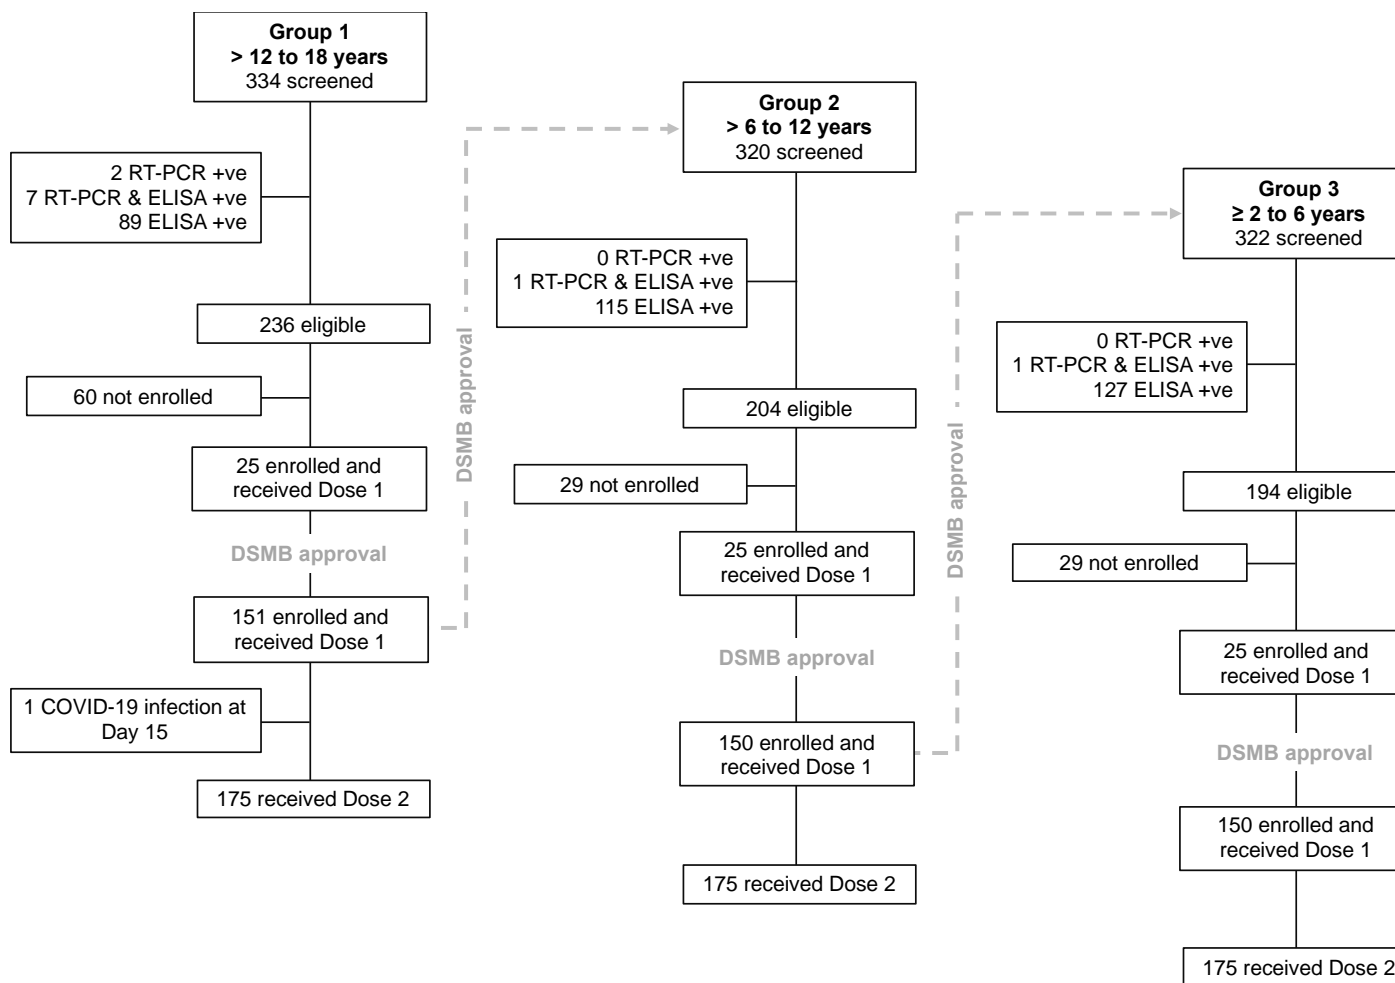 Group 1
> 12 to 18 years
334 screened
2 RT-PCR +ve
7 RT-PCR & ELISA +ve
89 ELISA +ve
236 eligible
60 not enrolled
25 enrolled and
received Dose 1
DSMB approval
151 enrolled and
received Dose 1
1 COVID-19 infection at
Day 15
175 received Dose 2
DSMB approval
Group 2
> 6 to 12 years
320 screened
0 RT-PCR +ve
1 RT-PCR & ELISA +ve
115 ELISA +ve
204 eligible
29 not enrolled
25 enrolled and
received Dose 1
DSMB approval
150 enrolled and
received Dose 1
175 received Dose 2
DSMB approval
Group 3
≥ 2 to 6 years
322 screened
0 RT-PCR +ve
1 RT-PCR & ELISA +ve
127 ELISA +ve
194 eligible
29 not enrolled
25 enrolled and
received Dose 1
DSMB approval
150 enrolled and
received Dose 1
175 received Dose 2